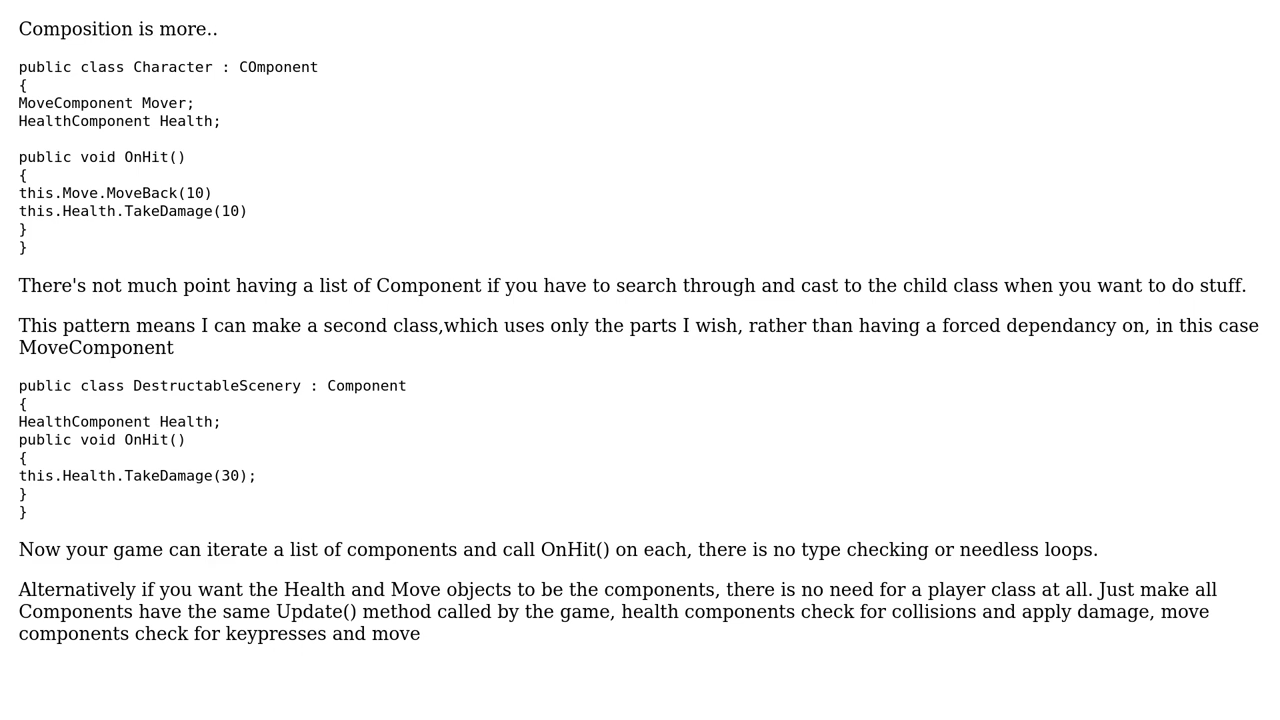 Composition is more..
public class Character : COmponent
{
MoveComponent Mover;
HealthComponent Health;
public void OnHit()
{
this.Move.MoveBack(10)
this.Health.TakeDamage(10)
}
}
There's not much point having a list of Component if you have to search through and cast to the child class when you want to do stuff.
This pattern means I can make a second class,which uses only the parts I wish, rather than having a forced dependancy on, in this case
MoveComponent
public class DestructableScenery : Component
{
HealthComponent Health;
public void OnHit()
{
this.Health.TakeDamage(30);
}
}
Now your game can iterate a list of components and call OnHit() on each, there is no type checking or needless loops.
Alternatively if you want the Health and Move objects to be the components, there is no need for a player class at all. Just make all
Components have the same Update() method called by the game, health components check for collisions and apply damage, move
components check for keypresses and move